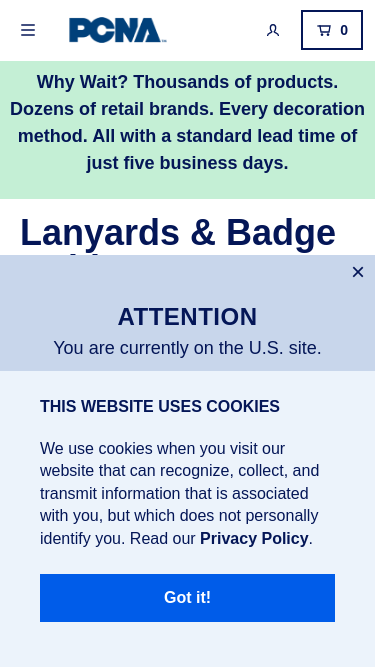 PCNA
0
Why Wait? Thousands of products.
Dozens of retail brands. Every decoration
method. All with a standard lead time of
just five business days.
Lanyards & Badge
ATTENTION
You are currently on the U.S. site.
THIS WEBSITE USES COOKIES
We use cookies when you visit our
website that can recognize, collect, and
transmit information that is associated
with you, but which does not personally
identify you. Read our Privacy Policy.
Got it!